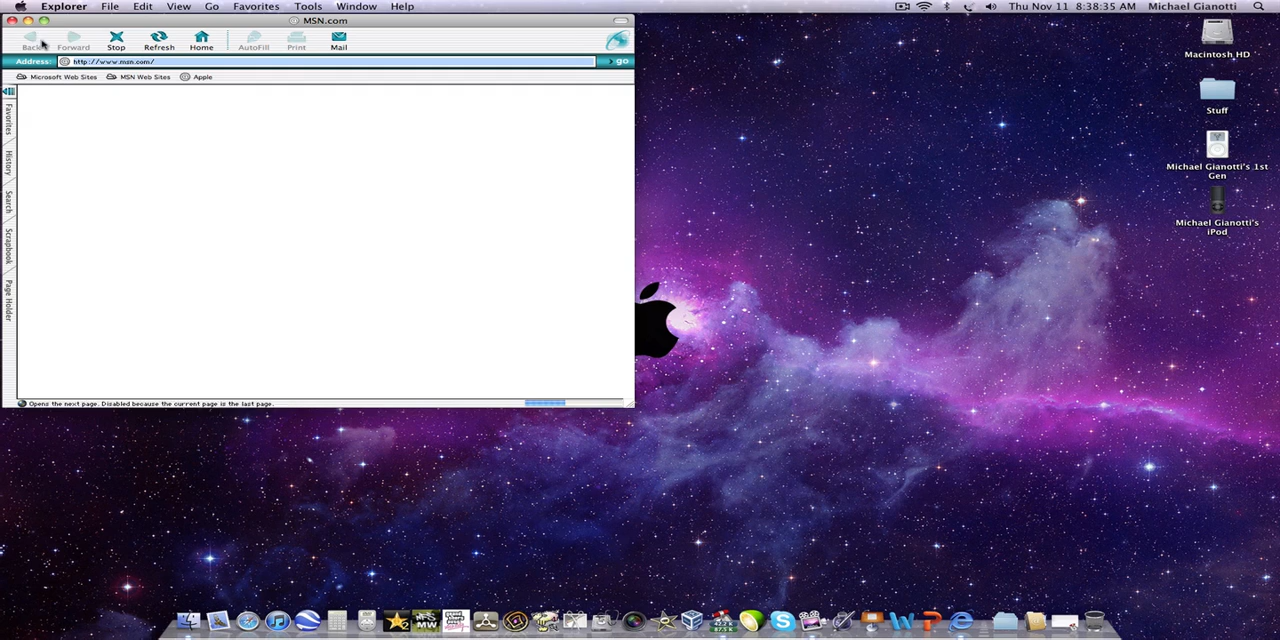 Explorer File Edit View Go Favorites Tools Window Help
Thu Nov 11 8:38:35 AM Michael Gianotti
MSN.com
Back Forward Stop Refresh Home AutoFill Print Mail
Address: http://www.msn.com/ go
Microsoft Web Sites MSN Web Sites Apple
Favorites
History
Search
Scrapbook
Page Holder
Opens the next page. Disabled because the current page is the last page.
Macintosh HD
Stuff
Michael Gianotti's 1st
Gen
Michael Gianotti's
iPod